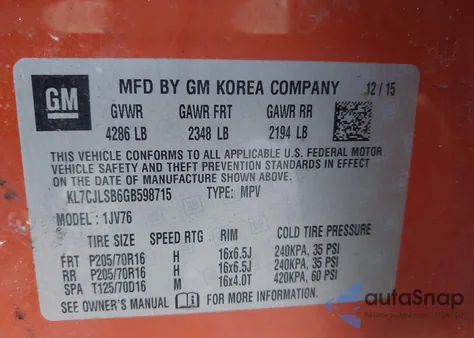 GM
MFD BY GM KOREA COMPANY 12/15
GVWR GAWR FRT GAWR RR
4286 LB 2348 LB 2194 LB
THIS VEHICLE CONFORMS TO ALL APPLICABLE U.S. FEDERAL MOTOR
VEHICLE SAFETY AND THEFT PREVENTION STANDARDS IN EFFECT ON
THE DATE OF MANUFACTURE SHOWN ABOVE.
KL7CJLSB6GB598715 TYPE: MPV
MODEL: 1JV76
TIRE SIZE SPEED RTG RIM COLD TIRE PRESSURE
FRT P205/70R16 H 16x6.5J 240KPA, 35 PSI
RR P205/70R16 H 16x6.5J 240KPA, 35 PSI
SPA T125/70D16 M 16x4.0T 420KPA, 60 PSI
SEE OWNER'S MANUAL FOR MORE INFORMATION
autoSnap